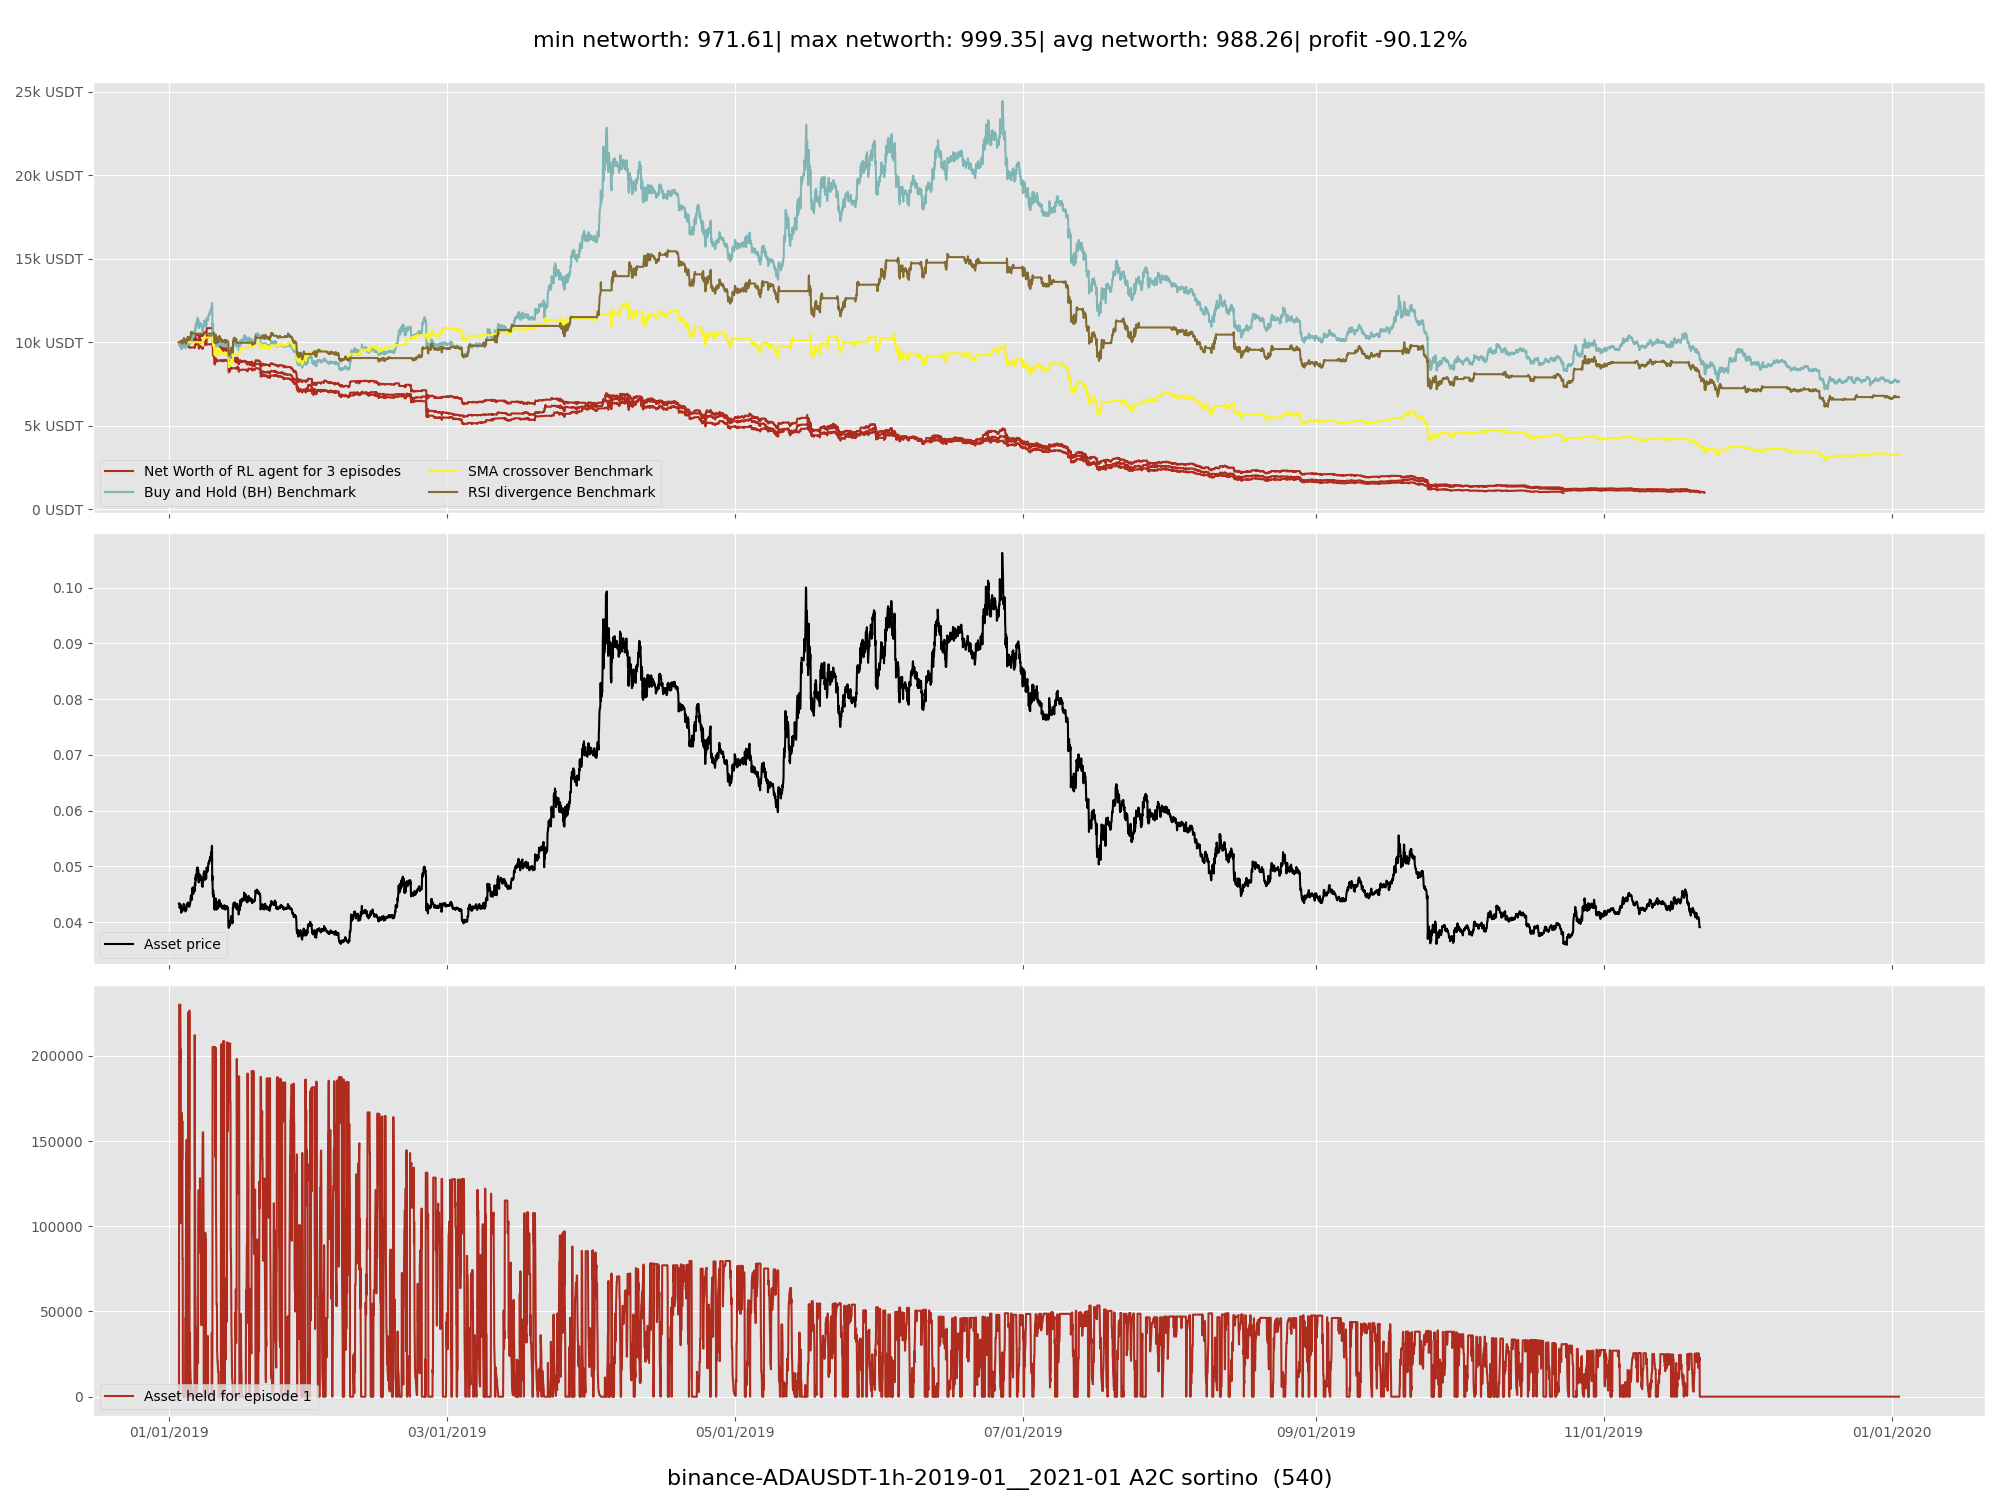 min networth: 971.61| max networth: 999.35| avg networth: 988.26| profit -90.12%
25k USDT
20k USDT
15k USDT
10k USDT
5k USDT
0 USDT
Net Worth of RL agent for 3 episodes
Buy and Hold (BH) Benchmark
SMA crossover Benchmark
RSI divergence Benchmark
0.10
0.09
0.08
0.07
0.06
0.05
0.04
Asset price
200000
150000
100000
50000
0
Asset held for episode 1
01/01/2019 03/01/2019 05/01/2019 07/01/2019 09/01/2019 11/01/2019 01/01/2020
binance-ADAUSDT-1h-2019-01__2021-01 A2C sortino (540)